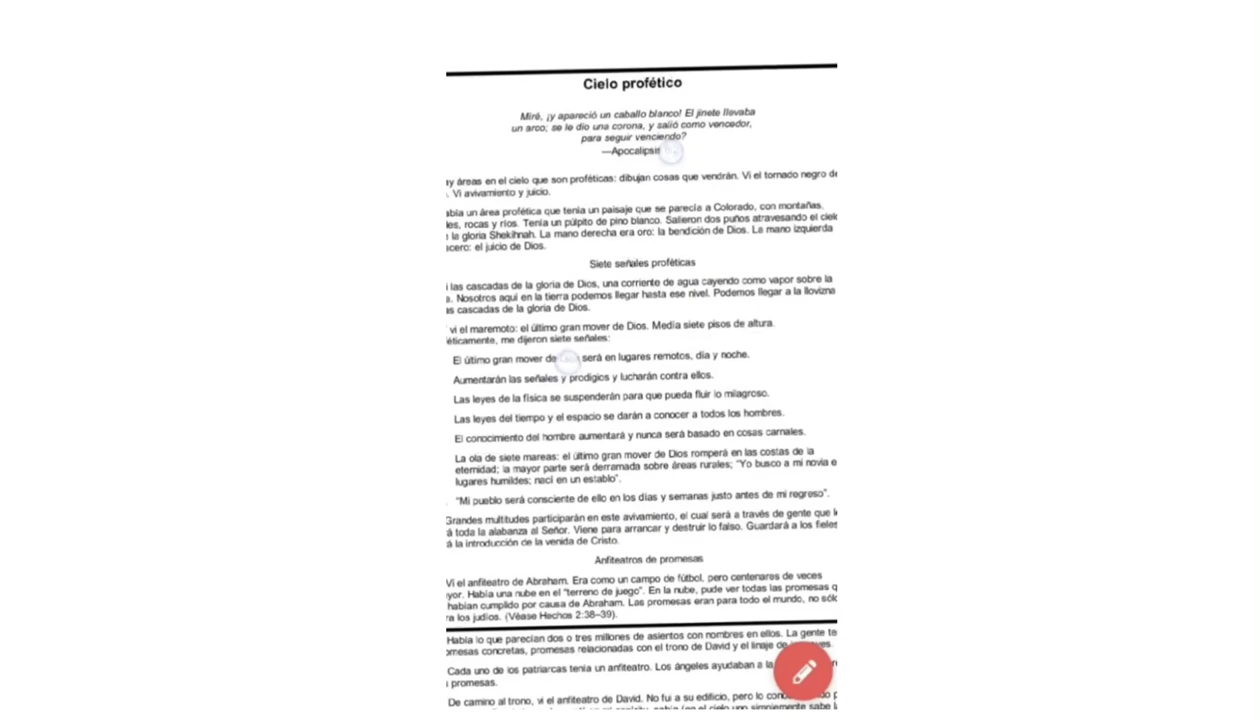 Cielo profético
Miré, ¡y apareció un caballo blanco! El jinete llevaba
un arco; se le dio una corona, y salió como vencedor,
para seguir venciendo?
—Apocalipsis
áreas en el cielo que son proféticas: dibujan cosas que vendrán. Vi el tornado negro de
. Vi avivamiento y juicio.
un área profética que tenía un paisaje que se parecía a Colorado, con montañas,
rocas y ríos. Tenía un púlpito de pino blanco. Salieron dos puños atravesando el
la gloria Shekihnah. La mano derecha era oro: la bendición de Dios. La mano izquierda
acero: el juicio de Dios.
Siete señales proféticas
las cascadas de la gloria de Dios, una corriente de agua cayendo como vapor sobre la
a. Nosotros aquí en la tierra podemos llegar hasta ese nivel. Podemos llegar a la llovizna
as cascadas de la gloria de Dios.
vi el maremoto: el último gran mover de Dios. Medía siete pisos de altura.
éticamente, me dijeron siete señales:
El útimo gran mover de será en lugares remotos, día y noche.
Aumentarán las señales y prodigios y lucharán contra ellos.
Las leyes de la física se suspenderán para que pueda fluir lo milagroso.
Las leyes del tiempo y el espacio se darán a conocer a todos los hombres.
El conocimiento del hombre aumentará y nunca será basado en cosas carnales.
La ola de siete mareas: el último gran mover de Dios romperá en las costas de la
eternidad; la mayor parte será derramada sobre áreas rurales; "Yo busco a mi novia e
lugares humildes; nací en un establo".
"Mi pueblo será consciente de ello en los días y semanas justo antes de mi regreso".
Grandes multitudes participarán en este avivamiento, el cual será a través de gente que
á toda la alabanza al Señor. Viene para arrancar y destruir lo falso. Guardará a los fieles
á la introducción de la venida de Cristo.
Anfiteatros de promesas
Vi el anfiteatro de Abraham. Era como un campo de fútbol, pero centenares de veces
yor. Había una nube en el "terreno de juego". En la nube, pude ver todas las promesas q
habían cumplido por causa de Abraham. Las promesas eran para todo el mundo, no sól
ra los judíos. (Véase Hechos 2:38–39).
Había lo que parecían dos o tres millones de asientos con nombres en ellos. La gente te
omesas concretas, promesas relacionadas con el trono de David y el linaje de
Cada uno de los patriarcas tenía un anfiteatro. Los ángeles ayudaban a la
promesas.
De camino al trono, vi el anfiteatro de David. No fui a su edificio, pero lo